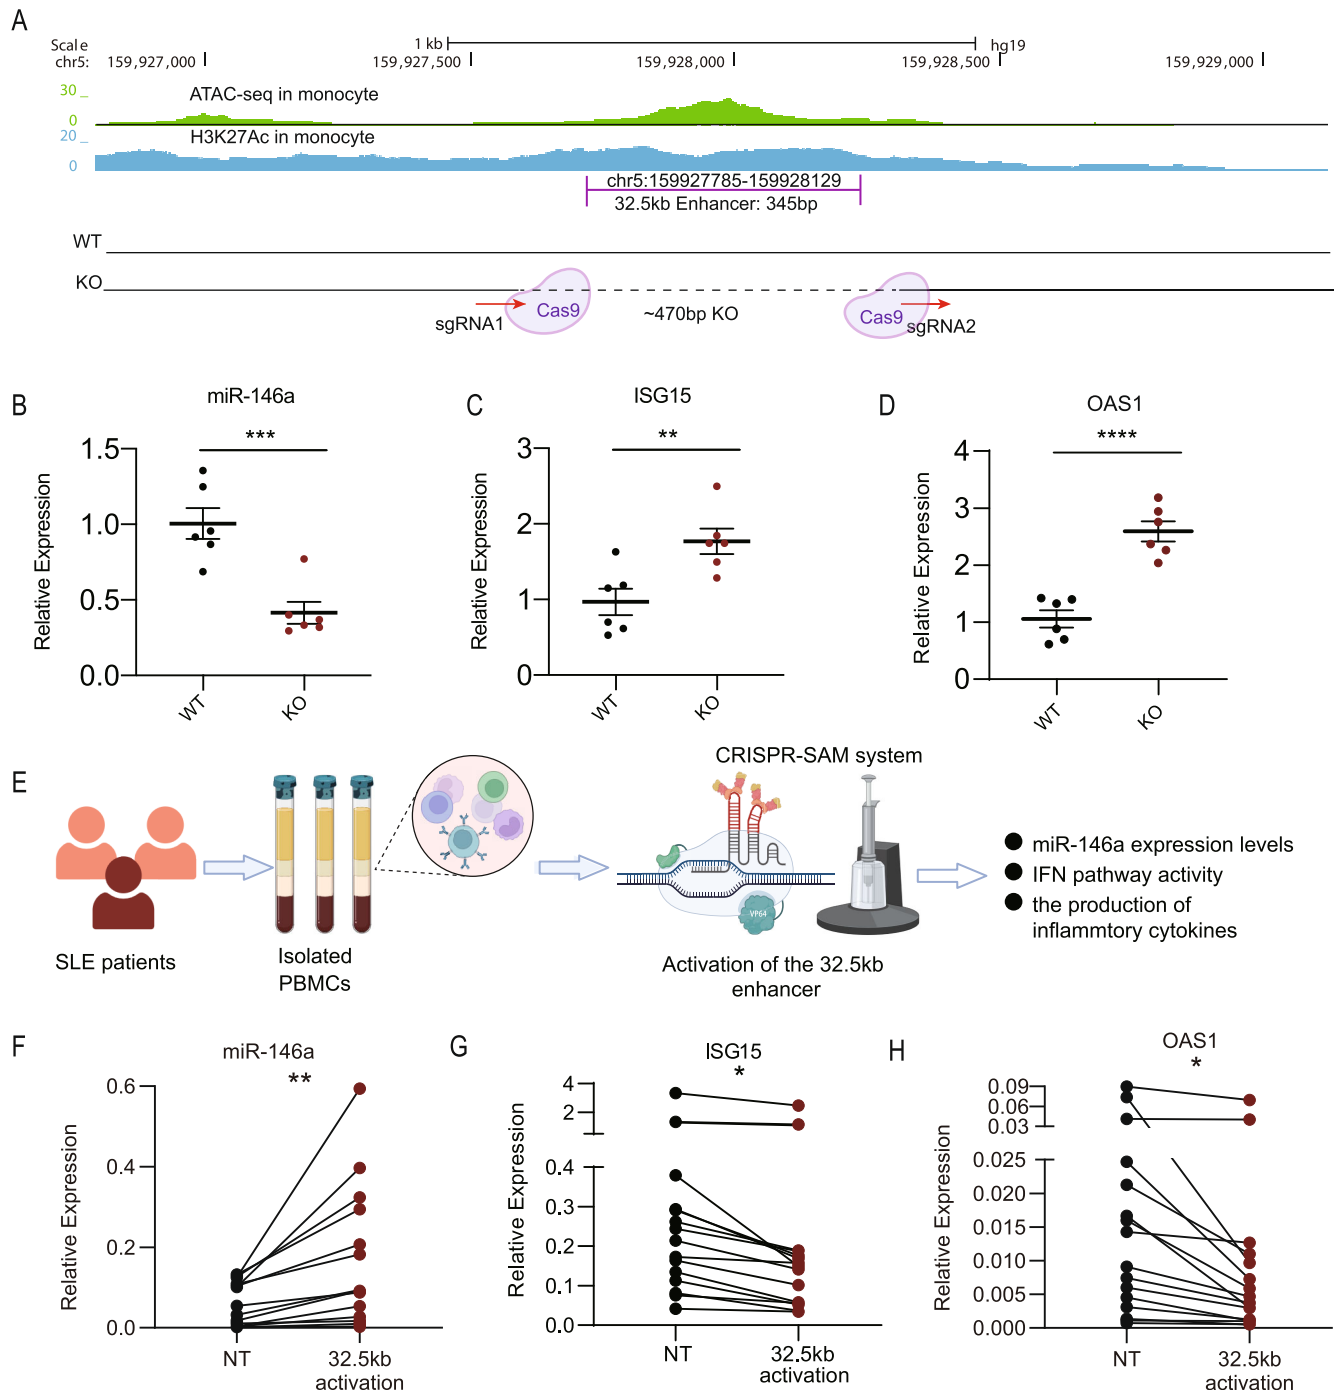 A
Scale 1 kb hg19
chr5: 159,927,000 159,927,500 159,928,000 159,928,500 159,929,000
30
ATAC-seq in monocyte
0
20
H3K27Ac in monocyte
0
chr5:159927785-159928129
32.5kb Enhancer: 345bp
WT
KO
Cas9 ~470bp KO Cas9
sgRNA1 sgRNA2
B
miR-146a
***
Relative Expression
1.5
1.0
0.5
0.0
WT KO
C
ISG15
**
Relative Expression
3
2
1
0
WT KO
D
OAS1
****
Relative Expression
4
3
2
1
0
WT KO
E
SLE patients
Isolated
PBMCs
CRISPR-SAM system
VP64
Activation of the 32.5kb
enhancer
miR-146a expression levels
IFN pathway activity
the production of
inflammtory cytokines
F
miR-146a
**
Relative Expression
0.6
0.4
0.2
0.0
NT 32.5kb
activation
G
ISG15
*
Relative Expression
4
2
0.4
0.3
0.2
0.1
0.0
NT 32.5kb
activation
H
OAS1
*
Relative Expression
0.09
0.06
0.03
0.025
0.020
0.015
0.010
0.005
0.000
NT 32.5kb
activation